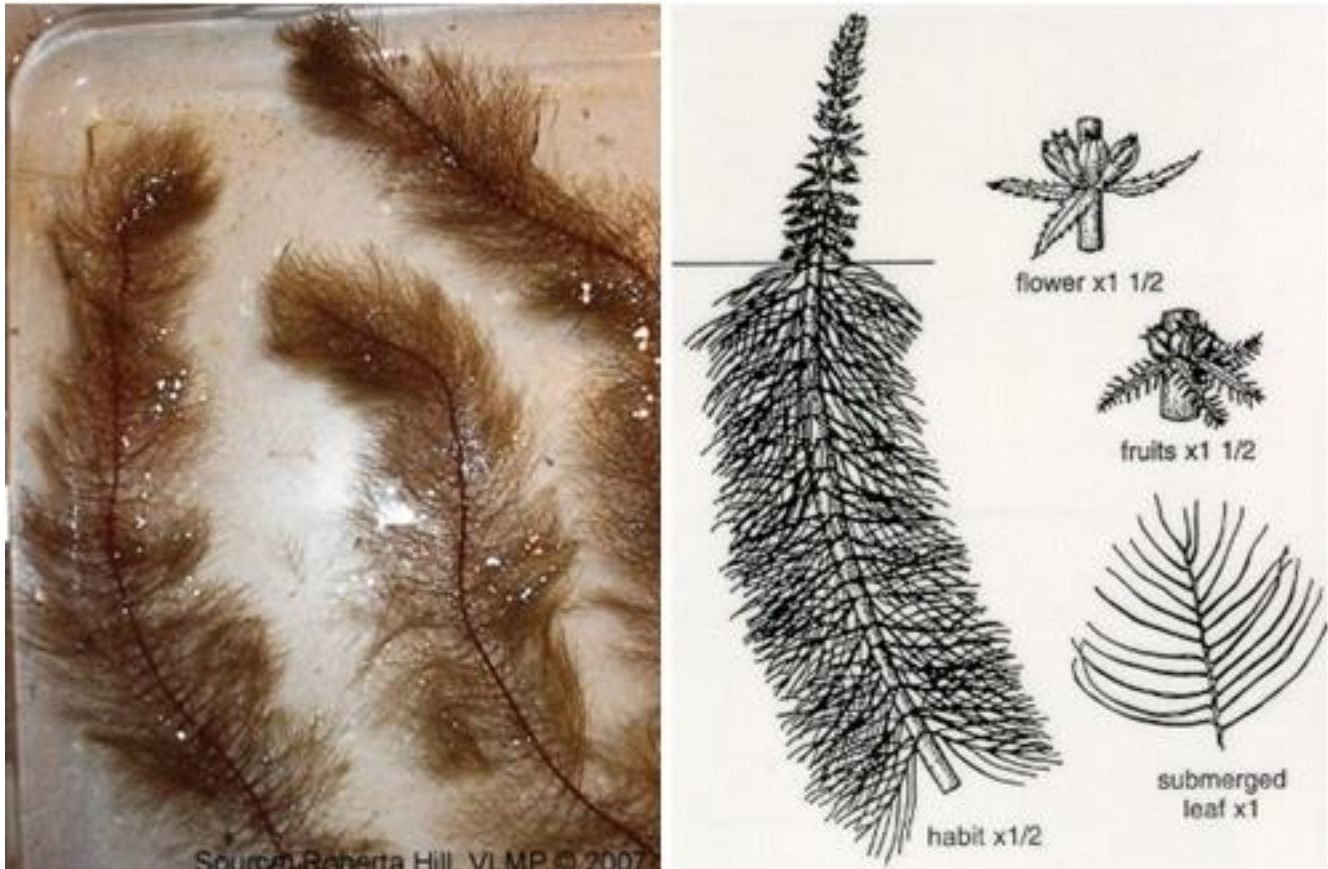 Source: Roberta Hill, VLMP © 2007
flower x1 1/2
fruits x1 1/2
submerged
leaf x1
habit x1/2